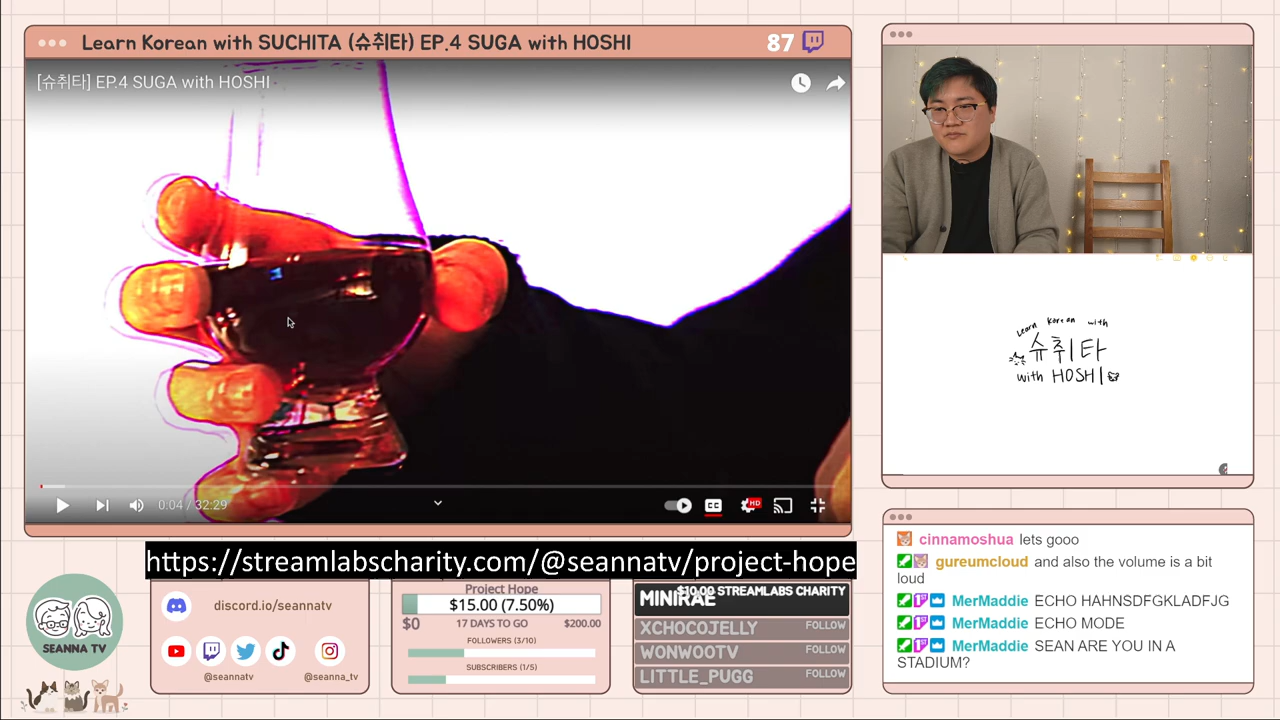 Learn Korean with SUCHITA (슈취타) EP.4 SUGA with HOSHI
87
[슈취타] EP.4 SUGA with HOSHI
0:04 / 32:29
CC
HD
Learn Korean with
슈취타
with HOSHI
https://streamlabscharity.com/@seannatv/project-hope
SEANNA TV
discord.io/seannatv
@seannatv
@seanna_tv
Project Hope
$15.00 (7.50%)
$0
17 DAYS TO GO
$200.00
FOLLOWERS (3/10)
SUBSCRIBERS (1/5)
MINIRAE
$10.00 STREAMLABS CHARITY
XCHOCOJELLY FOLLOW
WONWOOTV FOLLOW
LITTLE_PUGG FOLLOW
cinnamoshua lets gooo
gureumcloud and also the volume is a bit
loud
MerMaddie ECHO HAHNSDFGKLADFJG
MerMaddie ECHO MODE
MerMaddie SEAN ARE YOU IN A
STADIUM?